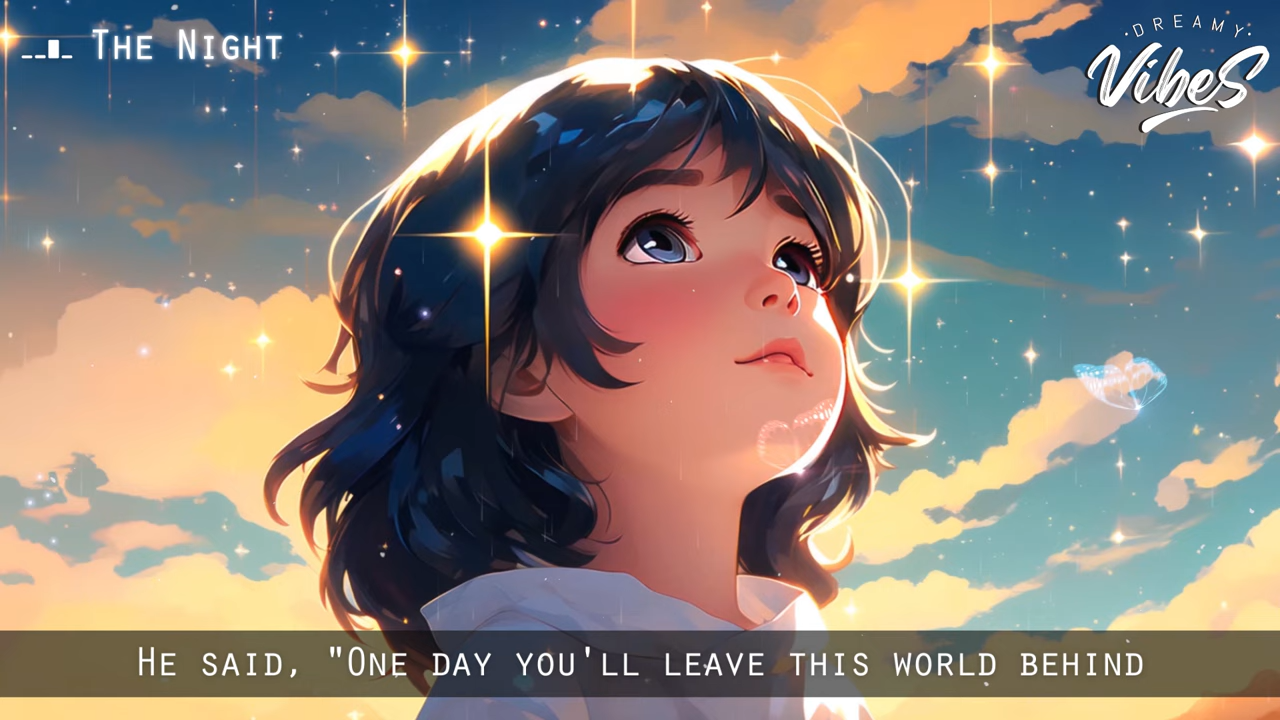 THE NIGHT
·DREAMY·
Vibes
HE SAID, "ONE DAY YOU'LL LEAVE THIS WORLD BEHIND